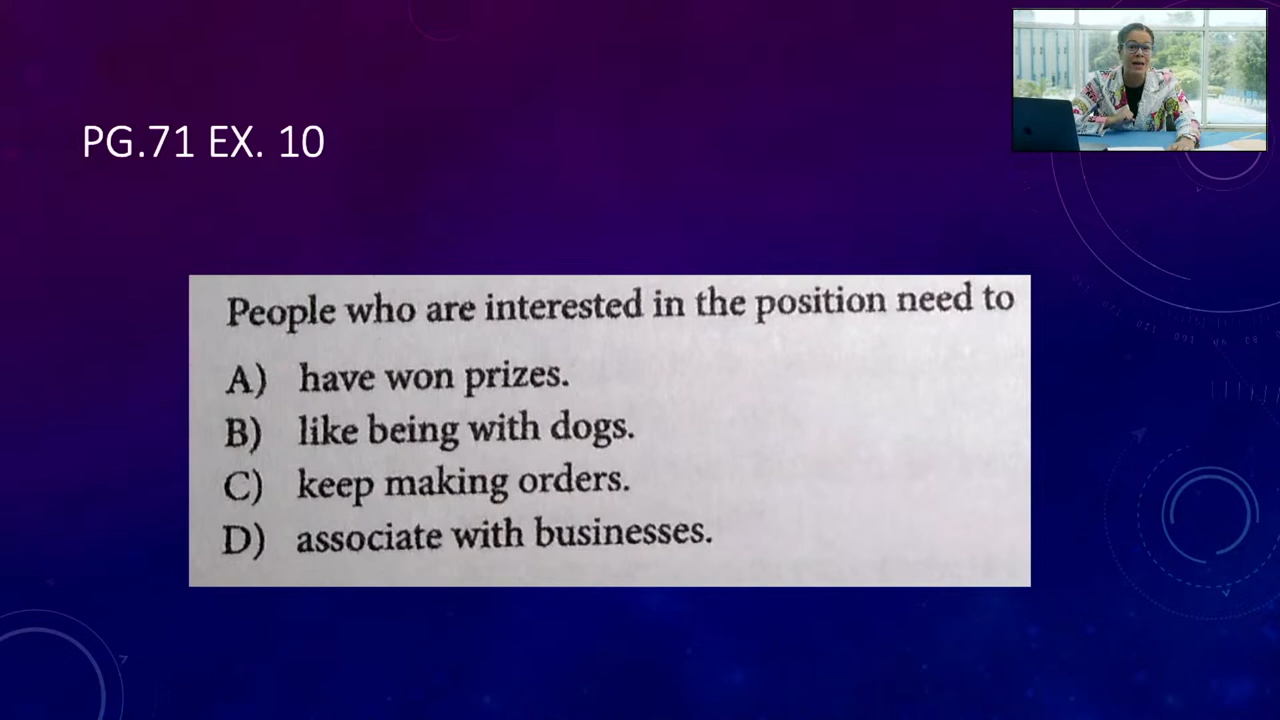 PG.71 EX. 10
People who are interested in the position need to
A) have won prizes.
B) like being with dogs.
C) keep making orders.
D) associate with businesses.